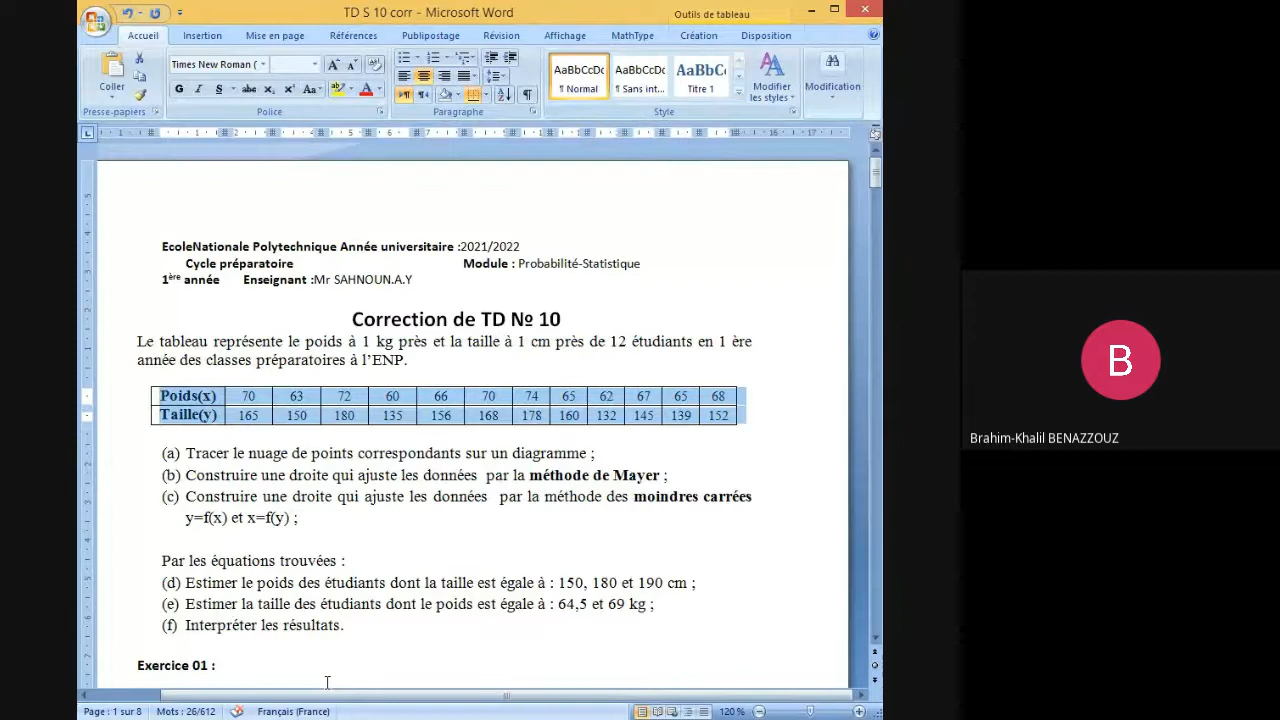 TD S 10 corr - Microsoft Word
Outils de tableau
Accueil Insertion Mise en page Références Publipostage Révision Affichage MathType Création Disposition
Coller
Times New Roman (
G I S abc x₂ x² Aa
AaBbCcDc AaBbCcDc AaBbC
¶ Normal ¶ Sans int... Titre 1
Modifier les styles
Modification
Presse-papiers Police Paragraphe Style
EcoleNationale Polytechnique Année universitaire :2021/2022
Cycle préparatoire Module : Probabilité-Statistique
1ère année Enseignant :Mr SAHNOUN.A.Y
Correction de TD № 10
Le tableau représente le poids à 1 kg près et la taille à 1 cm près de 12 étudiants en 1 ère
année des classes préparatoires à l’ENP.
Poids(x) 70 63 72 60 66 70 74 65 62 67 65 68
Taille(y) 165 150 180 135 156 168 178 160 132 145 139 152
(a) Tracer le nuage de points correspondants sur un diagramme ;
(b) Construire une droite qui ajuste les données par la méthode de Mayer ;
(c) Construire une droite qui ajuste les données par la méthode des moindres carrées
y=f(x) et x=f(y) ;
Par les équations trouvées :
(d) Estimer le poids des étudiants dont la taille est égale à : 150, 180 et 190 cm ;
(e) Estimer la taille des étudiants dont le poids est égale à : 64,5 et 69 kg ;
(f) Interpréter les résultats.
Exercice 01 :
Page : 1 sur 8 Mots : 26/612 Français (France) 120 %
B
Brahim-Khalil BENAZZOUZ